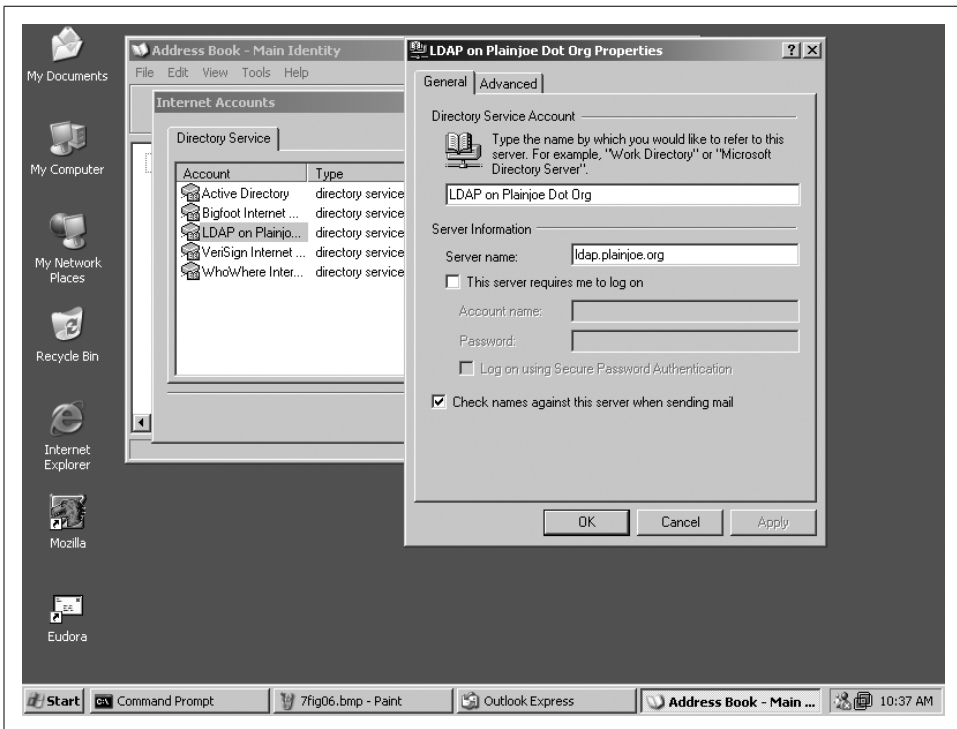 My Documents
My Computer
My Network
Places
Recycle Bin
Internet
Explorer
Mozilla
Eudora
Address Book - Main Identity
File Edit View Tools Help
Internet Accounts
Directory Service
Account Type
Active Directory directory service
Bigfoot Internet ... directory service
LDAP on Plainjo... directory service
VeriSign Internet ... directory service
WhoWhere Inter... directory service
LDAP on Plainjoe Dot Org Properties
General Advanced
Directory Service Account
Type the name by which you would like to refer to this
server. For example, "Work Directory" or "Microsoft
Directory Server".
LDAP on Plainjoe Dot Org
Server Information
Server name: ldap.plainjoe.org
This server requires me to log on
Account name:
Password:
Log on using Secure Password Authentication
Check names against this server when sending mail
OK Cancel Apply
Start Command Prompt 7fig06.bmp - Paint Outlook Express Address Book - Main ... 10:37 AM